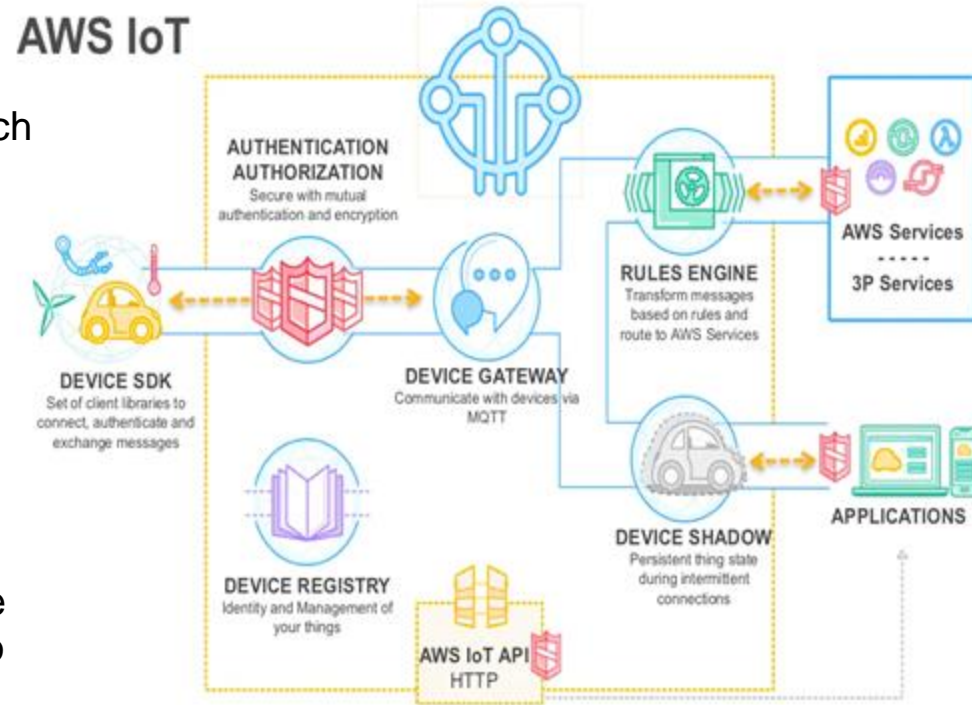 AWS IoT
ch
AUTHENTICATION
AUTHORIZATION
Secure with mutual
authentication and encryption
DEVICE SDK
Set of client libraries to
connect, authenticate and
exchange messages
DEVICE GATEWAY
Communicate with devices via
MQTT
RULES ENGINE
Transform messages
based on rules and
route to AWS Services
AWS Services
-----
3P Services
DEVICE REGISTRY
Identity and Management of
your things
DEVICE SHADOW
Persistent thing state
during intermittent
connections
APPLICATIONS
AWS IoT API
HTTP
e